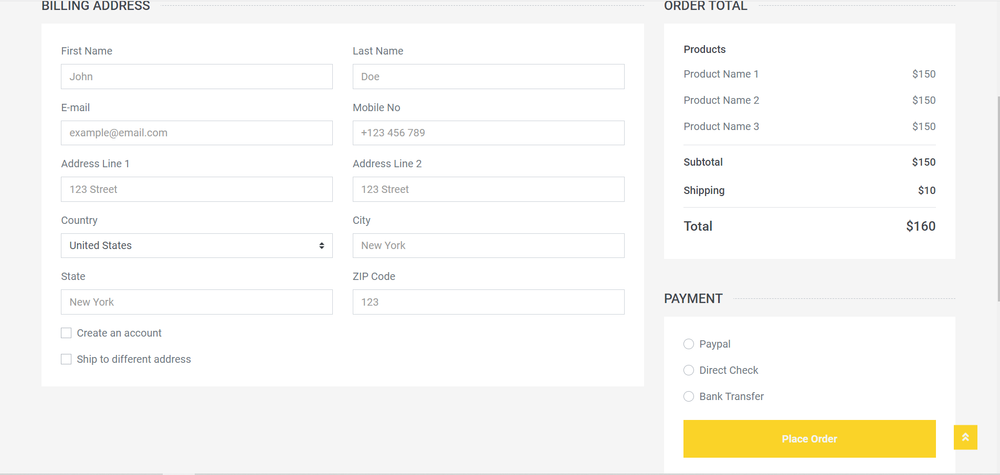 BILLING ADDRESS
First Name
Last Name
John
Doe
E-mail
Mobile No
example@email.com
+123 456 789
Address Line 1
Address Line 2
123 Street
123 Street
Country
City
United States
New York
State
ZIP Code
New York
123
Create an account
Ship to different address
ORDER TOTAL
Products
Product Name 1 $150
Product Name 2 $150
Product Name 3 $150
Subtotal $150
Shipping $10
Total $160
PAYMENT
Paypal
Direct Check
Bank Transfer
Place Order